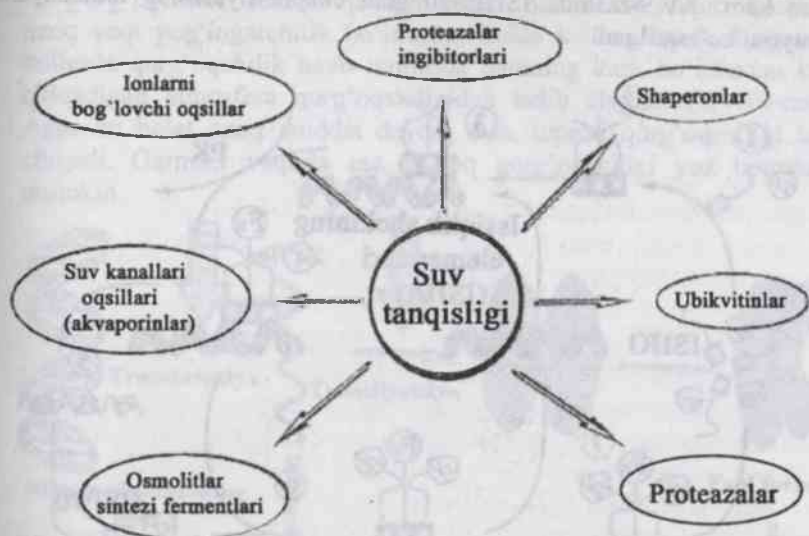 Proteazalar
ingibitorlari
Ionlarni
bog`lovchi oqsillar
Shaperonlar
Suv kanallari
oqsillari
(akvaporinlar)
Suv
tanqisligi
Ubikvitinlar
Osmolitlar
sintezi fermentlari
Proteazalar